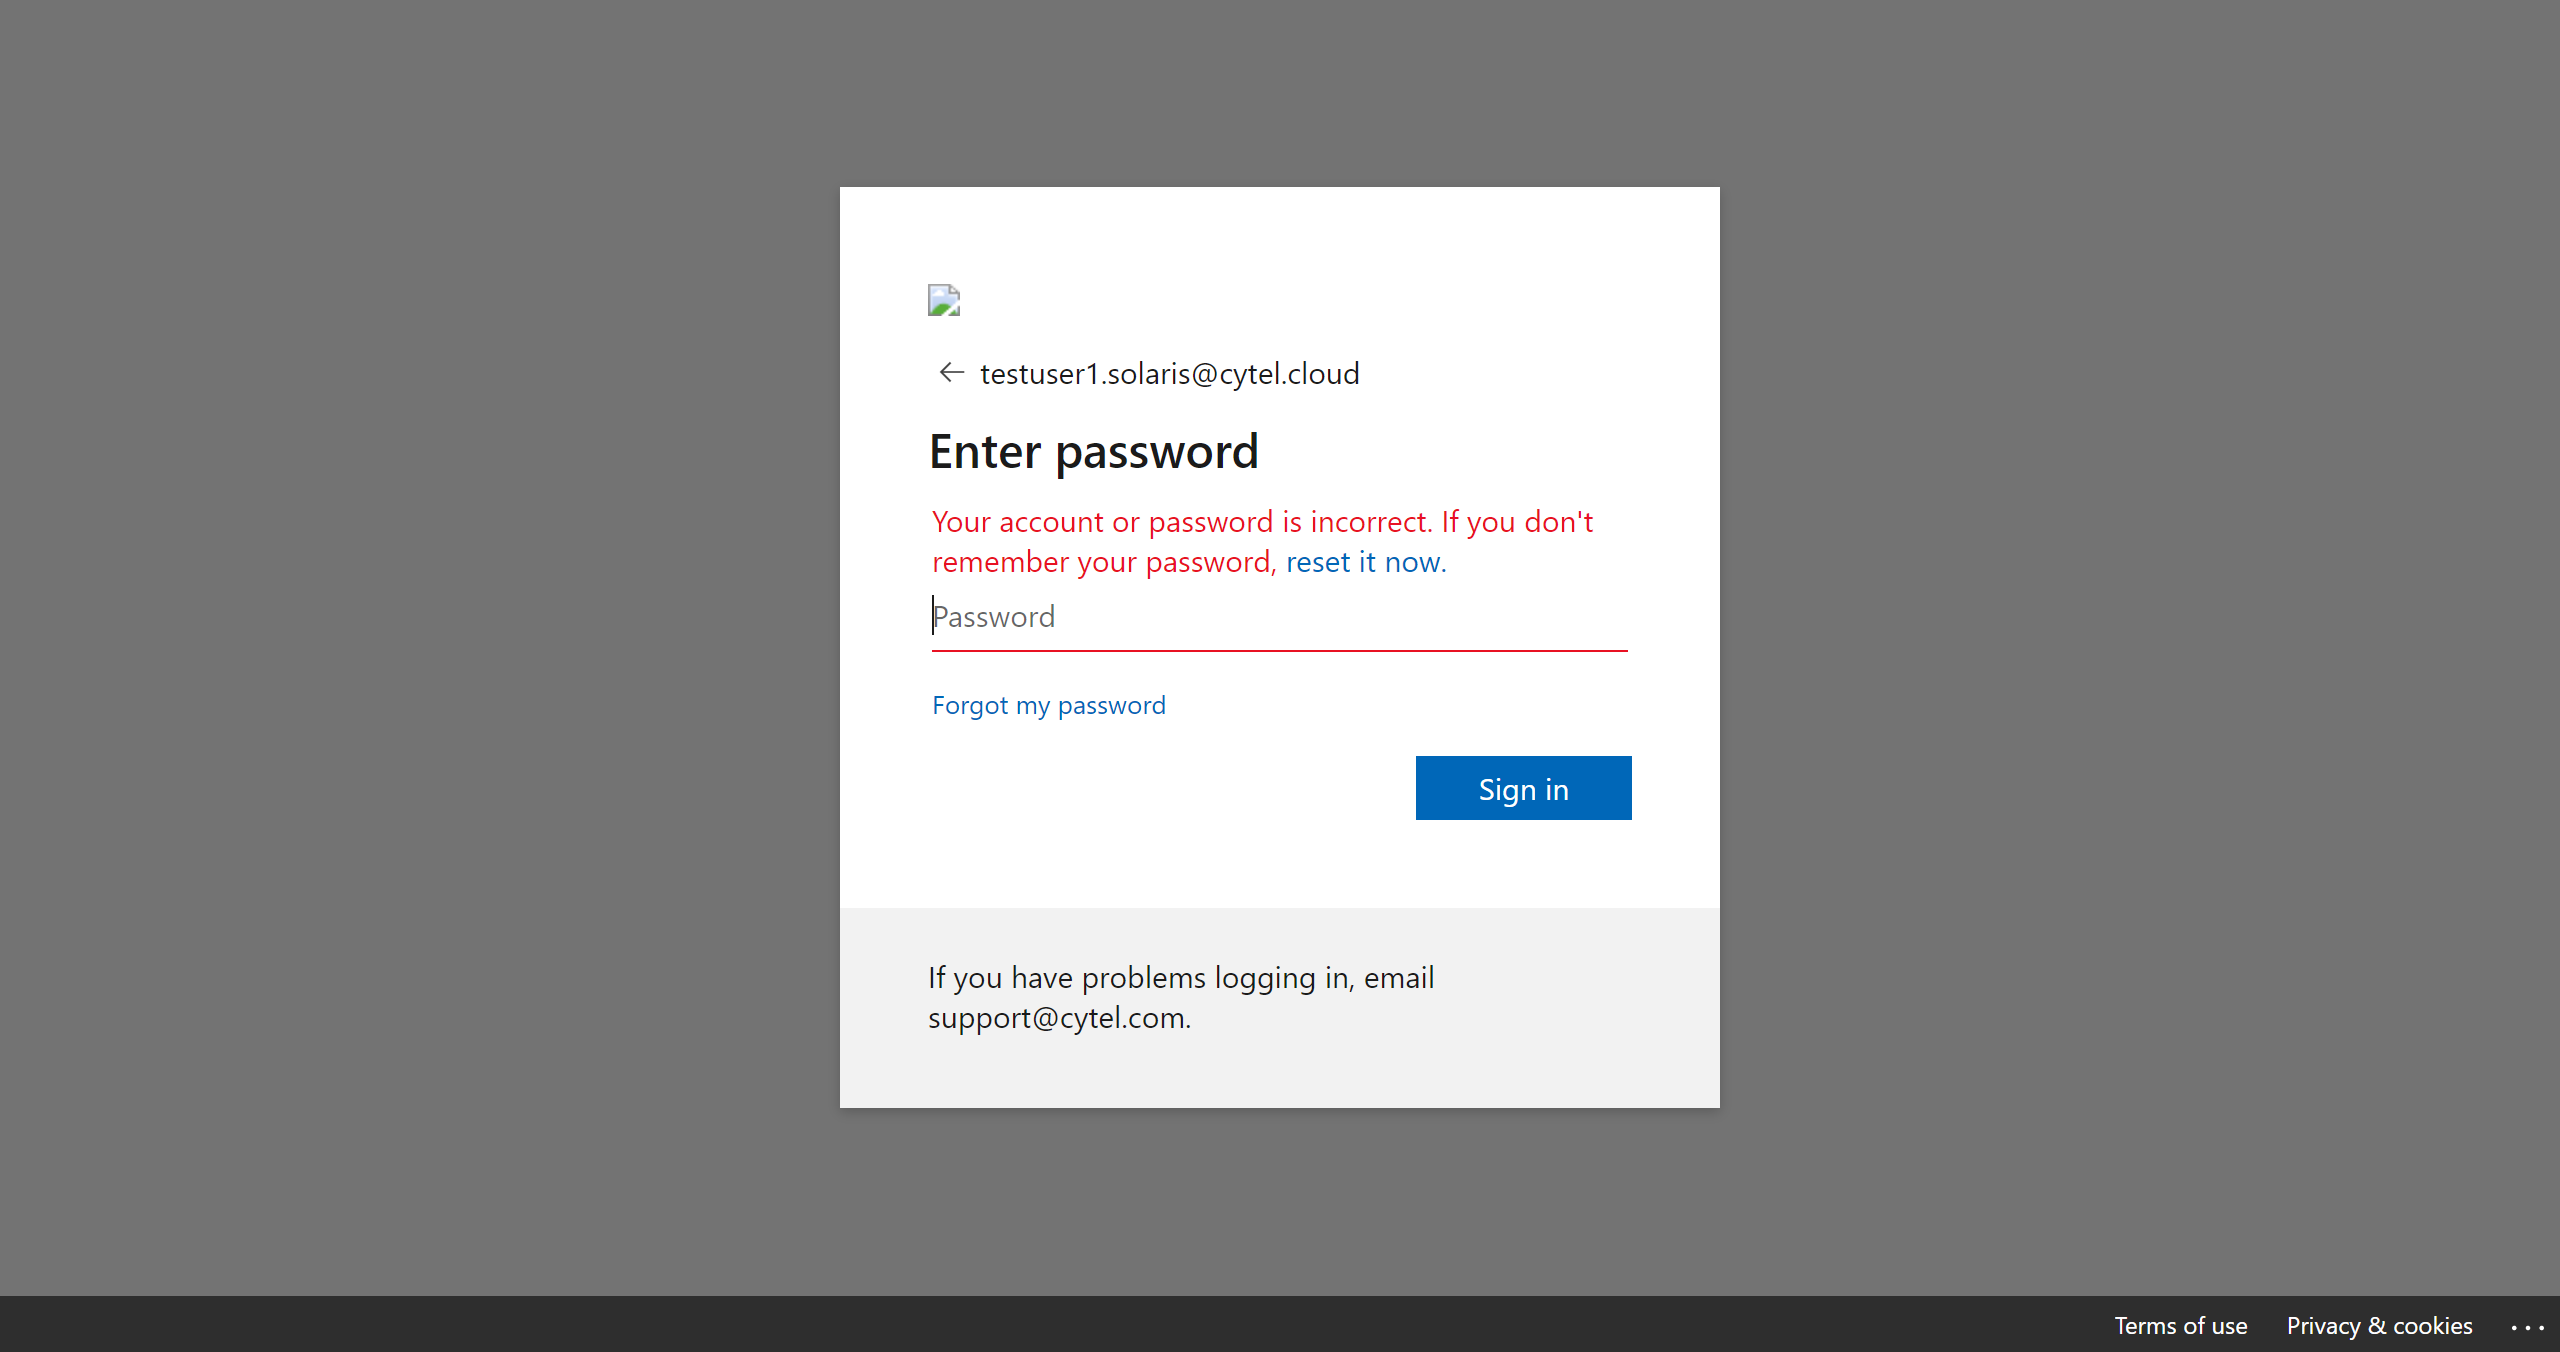 testuser1.solaris@cytel.cloud
Enter password
Your account or password is incorrect. If you don't
remember your password, reset it now.
Password
Forgot my password
Sign in
If you have problems logging in, email
support@cytel.com.
Terms of use Privacy & cookies ...